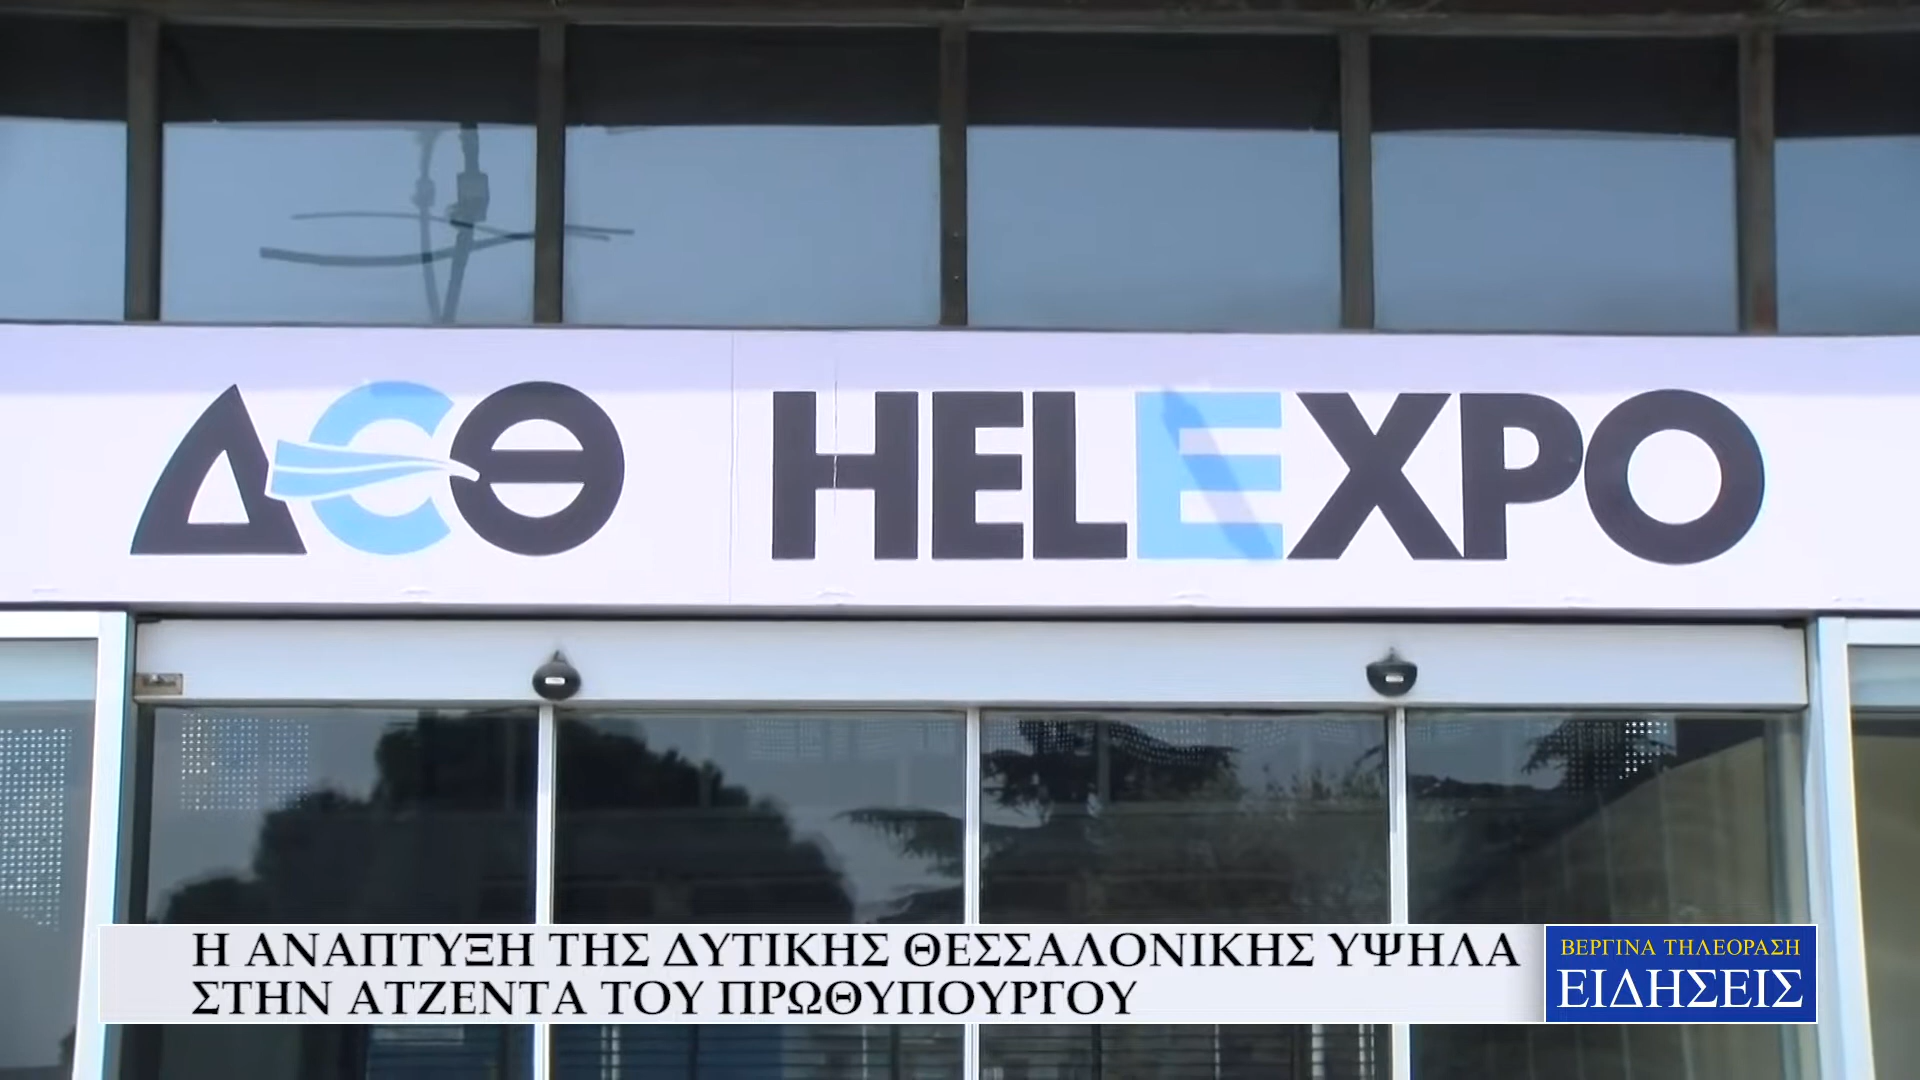 ΔΕΘ HELEXPO
Η ΑΝΑΠΤΥΞΗ ΤΗΣ ΔΥΤΙΚΗΣ ΘΕΣΣΑΛΟΝΙΚΗΣ ΥΨΗΛΑ
ΣΤΗΝ ΑΤΖΕΝΤΑ ΤΟΥ ΠΡΩΘΥΠΟΥΡΓΟΥ
ΒΕΡΓΙΝΑ ΤΗΛΕΟΡΑΣΗ
ΕΙΔΗΣΕΙΣ